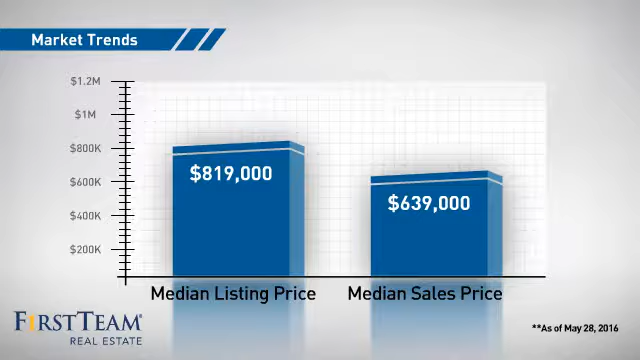 Market Trends
$1.2M
$1M
$800K
$600K
$400K
$200K
$819,000
$639,000
Median Listing Price
Median Sales Price
FIRSTTEAM®
REAL ESTATE
**As of May 28, 2016